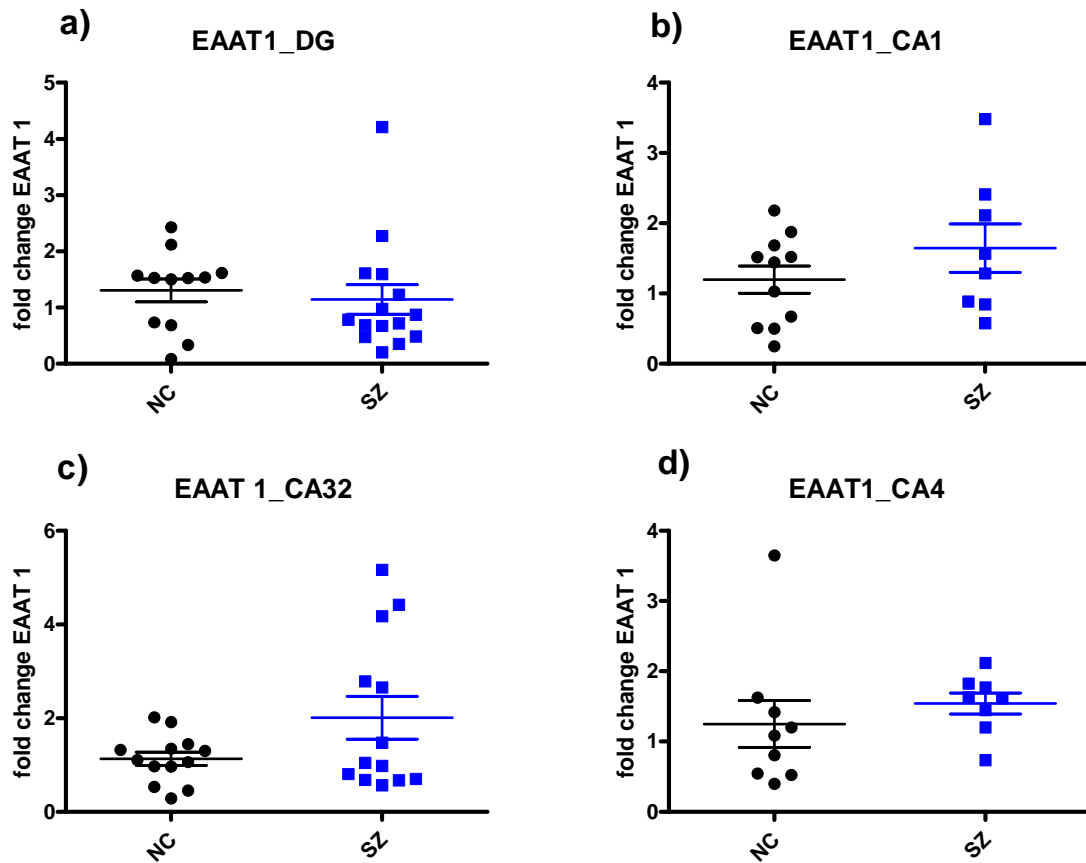 a)
EAAT1_DG
fold change EAAT 1
5
4
3
2
1
0
NC
SZ
b)
EAAT1_CA1
fold change EAAT 1
4
3
2
1
0
NC
SZ
c)
EAAT 1_CA32
fold change EAAT 1
6
4
2
0
NC
SZ
d)
EAAT1_CA4
fold change EAAT 1
4
3
2
1
0
NC
SZ